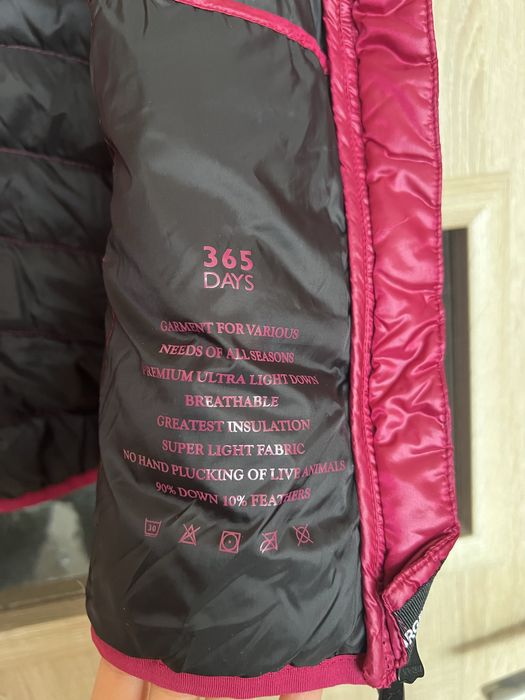 365
DAYS
GARMENT FOR VARIOUS
NEEDS OF ALL SEASONS
PREMIUM ULTRA LIGHT DOWN
BREATHABLE
GREATEST INSULATION
SUPER LIGHT FABRIC
NO HAND PLUCKING OF LIVE ANIMALS
90% DOWN 10% FEATHERS
30